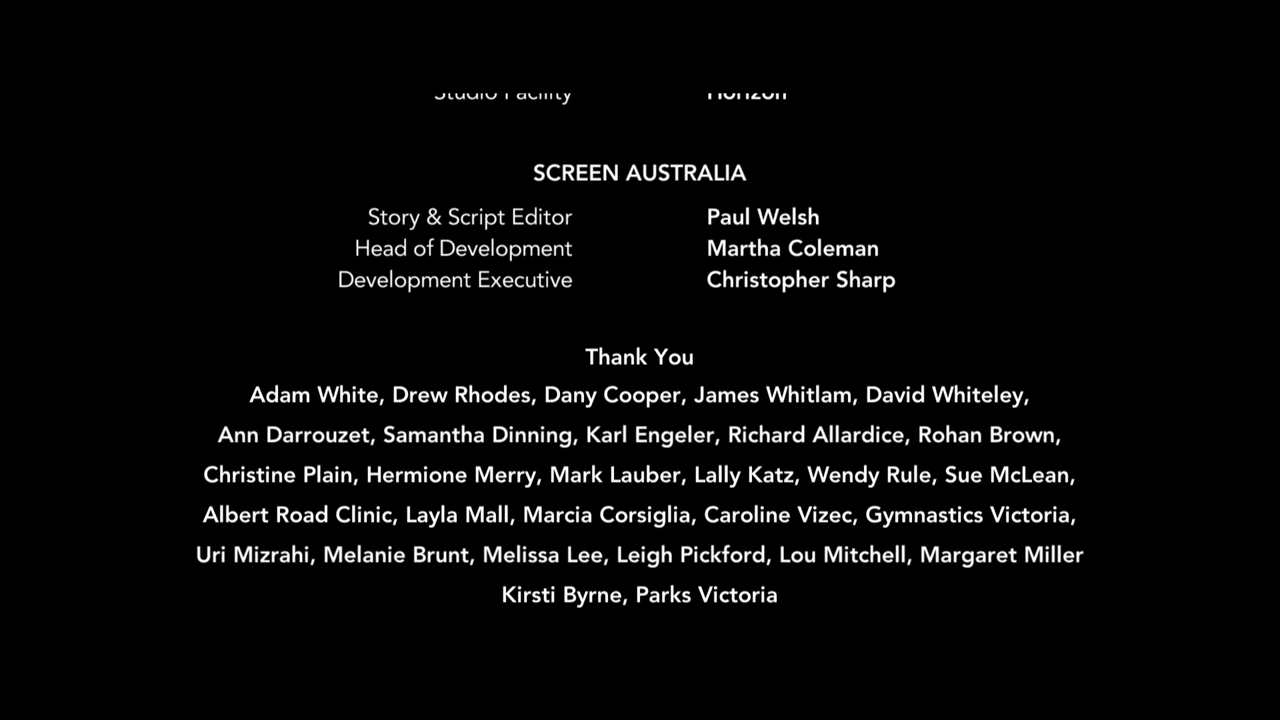 Studio Facility Horizon
SCREEN AUSTRALIA
Story & Script Editor Paul Welsh
Head of Development Martha Coleman
Development Executive Christopher Sharp
Thank You
Adam White, Drew Rhodes, Dany Cooper, James Whitlam, David Whiteley,
Ann Darrouzet, Samantha Dinning, Karl Engeler, Richard Allardice, Rohan Brown,
Christine Plain, Hermione Merry, Mark Lauber, Lally Katz, Wendy Rule, Sue McLean,
Albert Road Clinic, Layla Mall, Marcia Corsiglia, Caroline Vizec, Gymnastics Victoria,
Uri Mizrahi, Melanie Brunt, Melissa Lee, Leigh Pickford, Lou Mitchell, Margaret Miller
Kirsti Byrne, Parks Victoria